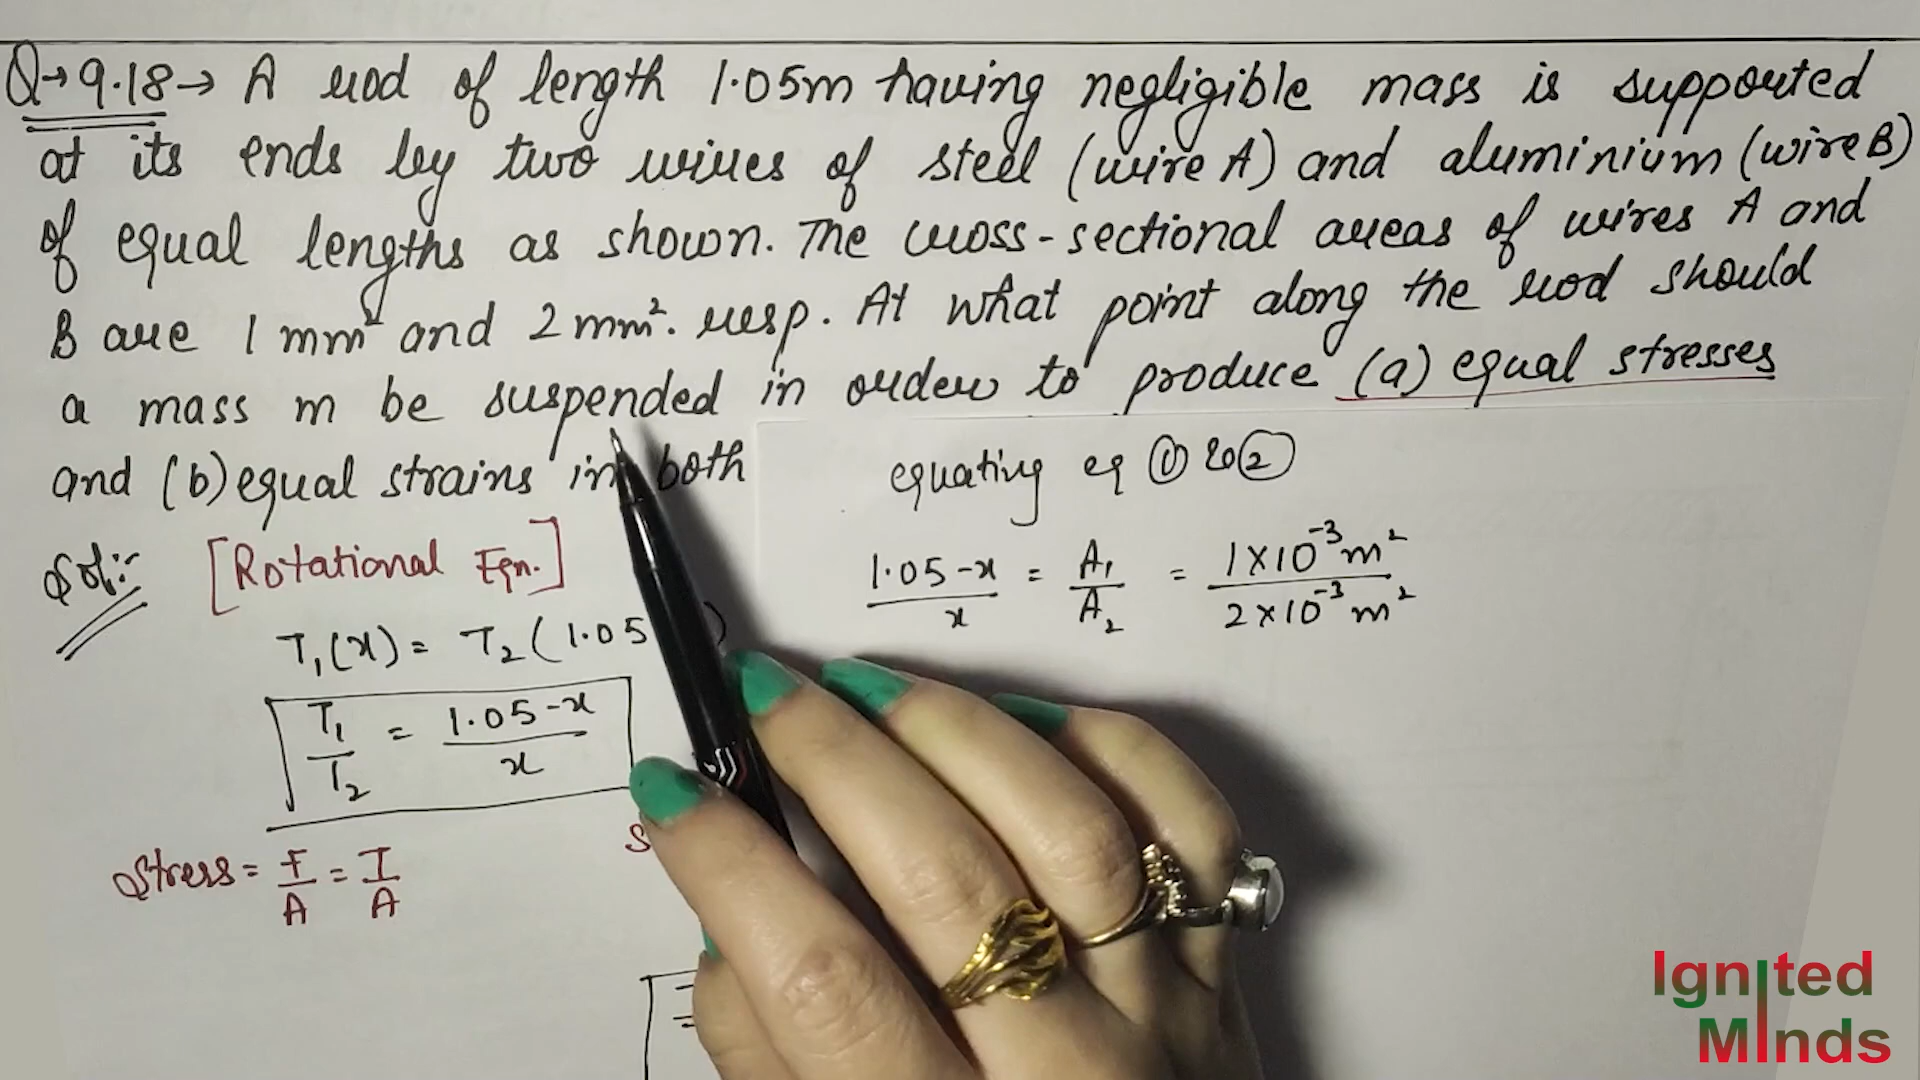 Q→9.18→ A rod of length 1.05m having negligible mass is supported
at its ends by two wires of steel (wire A) and aluminium (wire B)
of equal lengths as shown. The cross-sectional areas of wires A and
B are 1 mm² and 2 mm². resp. At what point along the rod should
a mass m be suspended in order to produce (a) equal stresses
and (b) equal strains in both
Sol:-
[Rotational Eqn.]
T₁(x) = T₂(1.05 )
T₁/T₂ = 1.05-x/x
Stress = F/A = T/A
S
equating eq ① & ②
1.05-x/x = A₁/A₂ = 1×10⁻³m²/2×10⁻³m²
Ignited
Minds